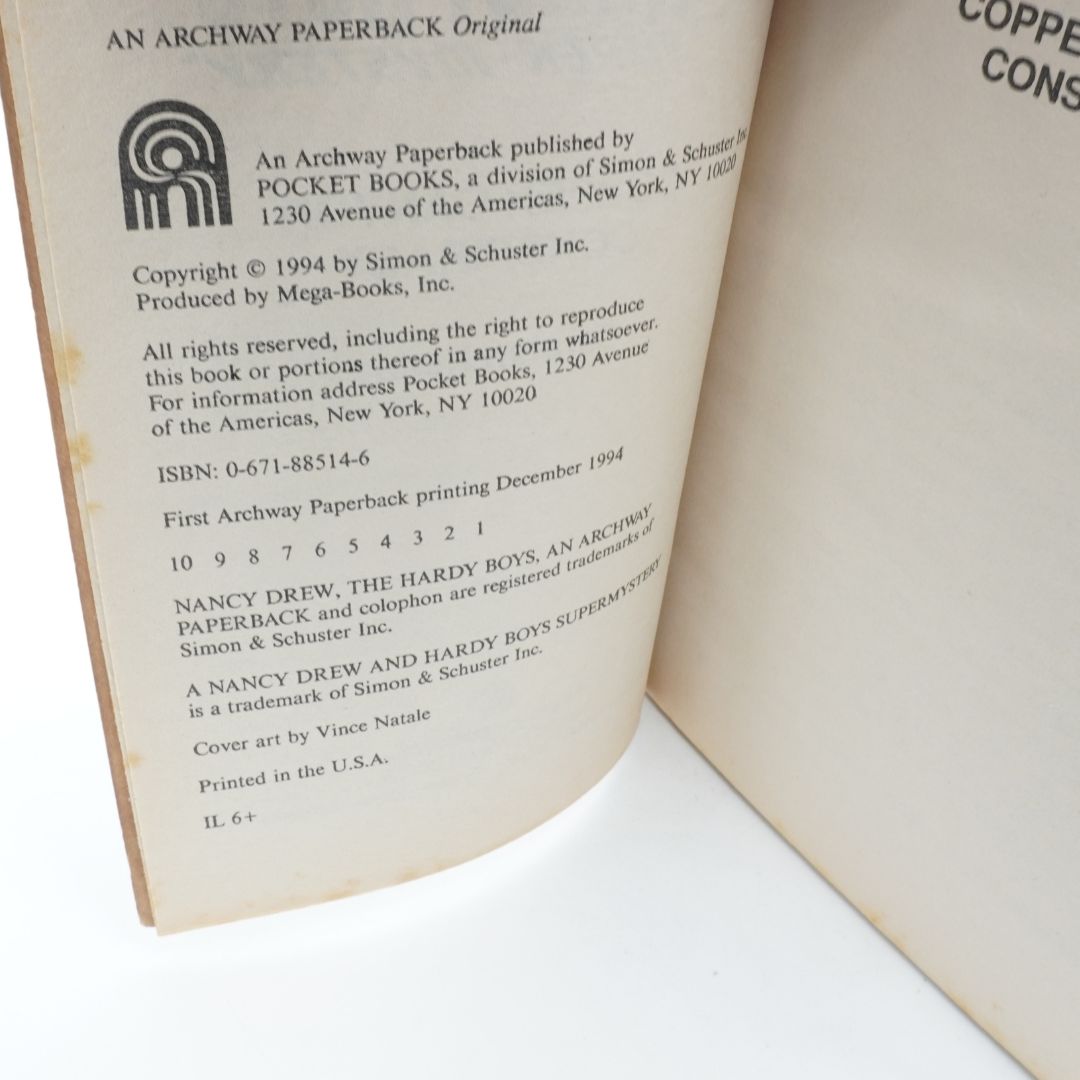 AN ARCHWAY PAPERBACK Original
An Archway Paperback published by
POCKET BOOKS, a division of Simon & Schuster Inc.
1230 Avenue of the Americas, New York, NY 10020
Copyright © 1994 by Simon & Schuster Inc.
Produced by Mega-Books, Inc.
All rights reserved, including the right to reproduce
this book or portions thereof in any form whatsoever.
For information address Pocket Books, 1230 Avenue
of the Americas, New York, NY 10020
ISBN: 0-671-88514-6
First Archway Paperback printing December 1994
10 9 8 7 6 5 4 3 2 1
NANCY DREW, THE HARDY BOYS, AN ARCHWAY
PAPERBACK and colophon are registered trademarks of
Simon & Schuster Inc.
A NANCY DREW AND HARDY BOYS SUPERMYSTERY
is a trademark of Simon & Schuster Inc.
Cover art by Vince Natale
Printed in the U.S.A.
IL 6+
COPPE
CONS